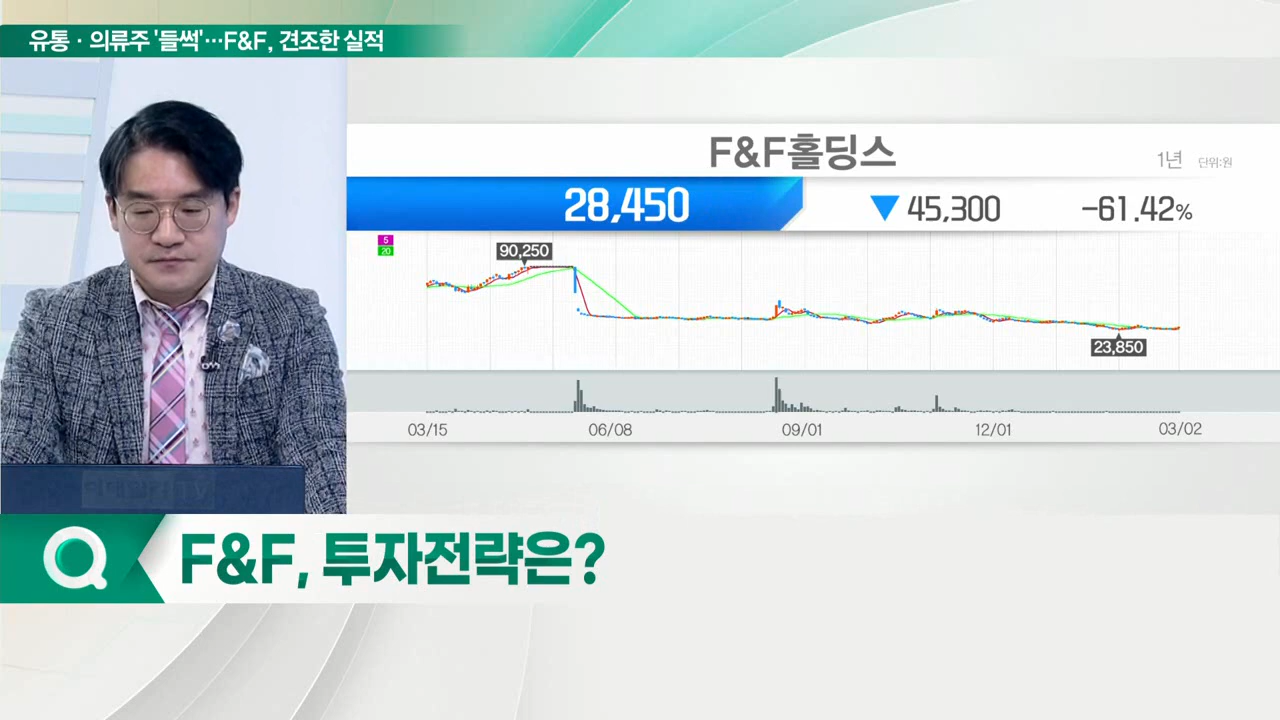 유통·의류주 '들썩'…F&F, 견조한 실적
F&F홀딩스
1년 단위:원
28,450 ▼45,300 -61.42%
5
20
90,250
23,850
03/15 06/08 09/01 12/01 03/02
F&F, 투자전략은?